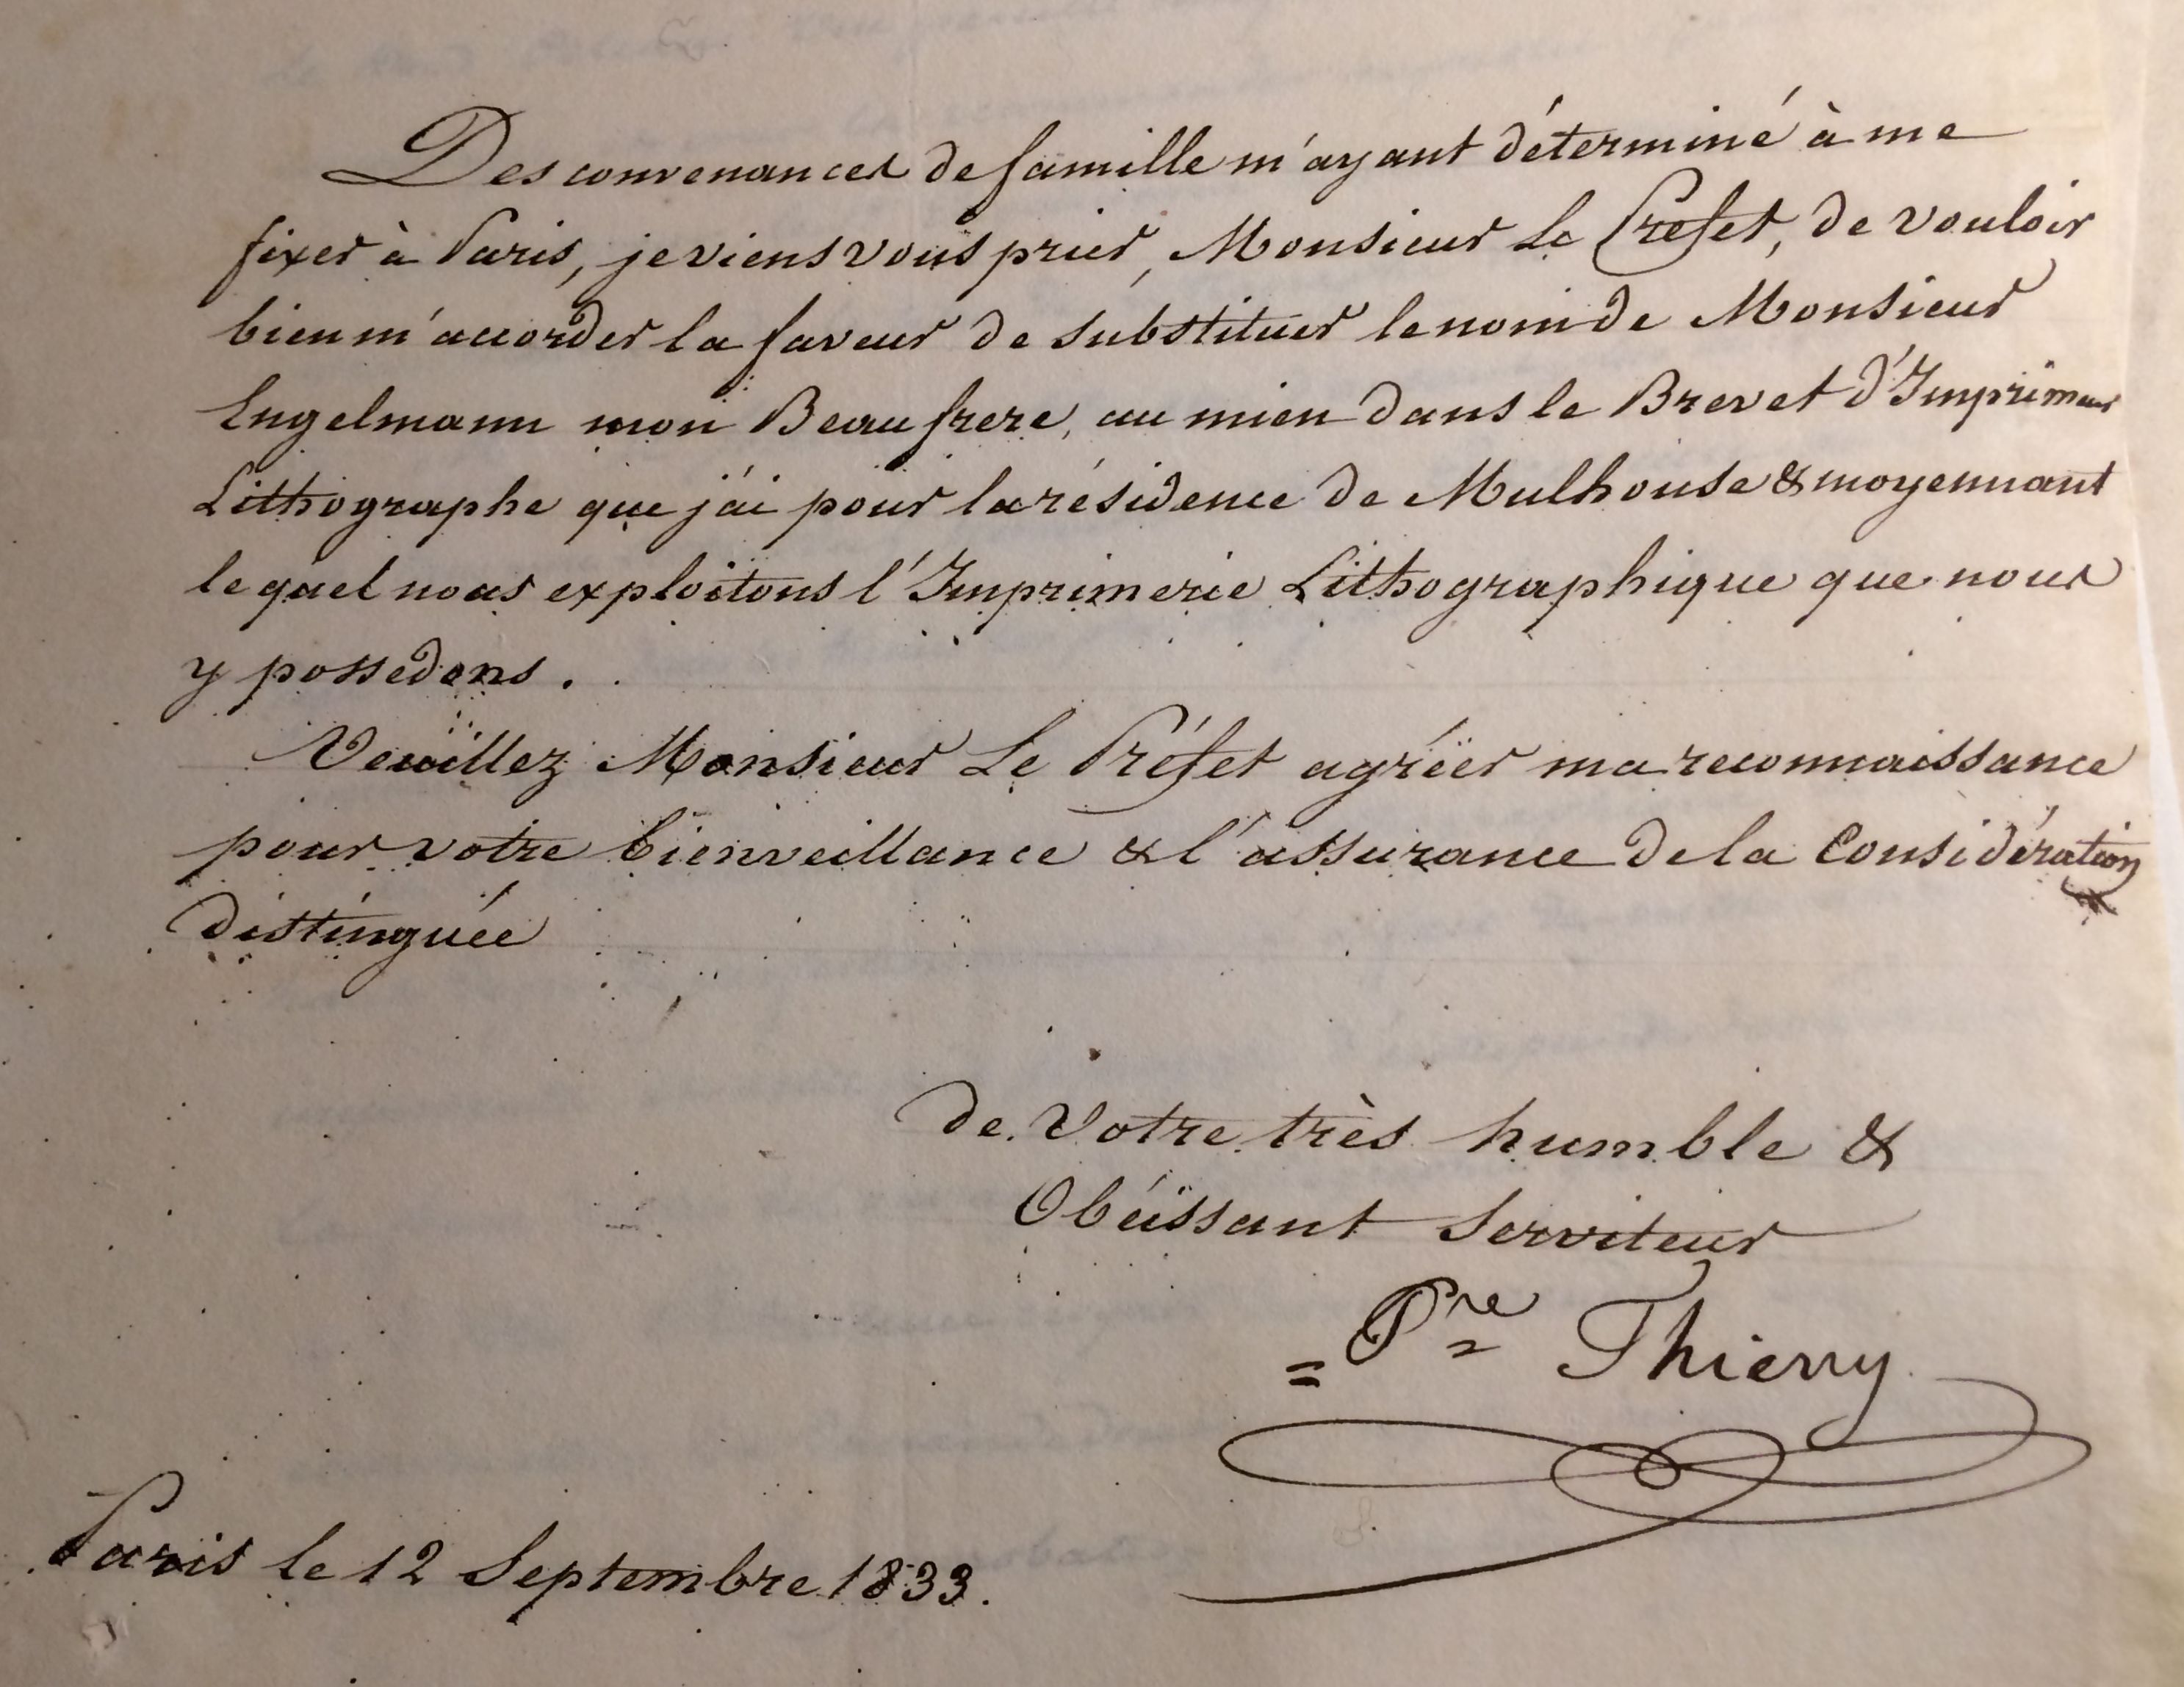 Des convenances de famille m'ayant déterminé à me
fixer à Paris, je viens vous prier, Monsieur Le Prefet, de vouloir
bien m'accorder la faveur de substituer le nom de Monsieur
Engelmann mon Beau frere, au mien dans le Brevet d'Imprimeur
Lithographe que j'ai pour la résidence de Mulhouse & moyennant
lequel nous exploitons l'Imprimerie Lithographique que nous
y possedons.
Veuillez Monsieur Le Préfet agréër ma reconnaissance
pour votre bienveillance & l'assurance de la Considération
distinguée
de Votre très humble &
Obéissant Serviteur
= Pre Thierry
Paris le 12 Septembre 1833.